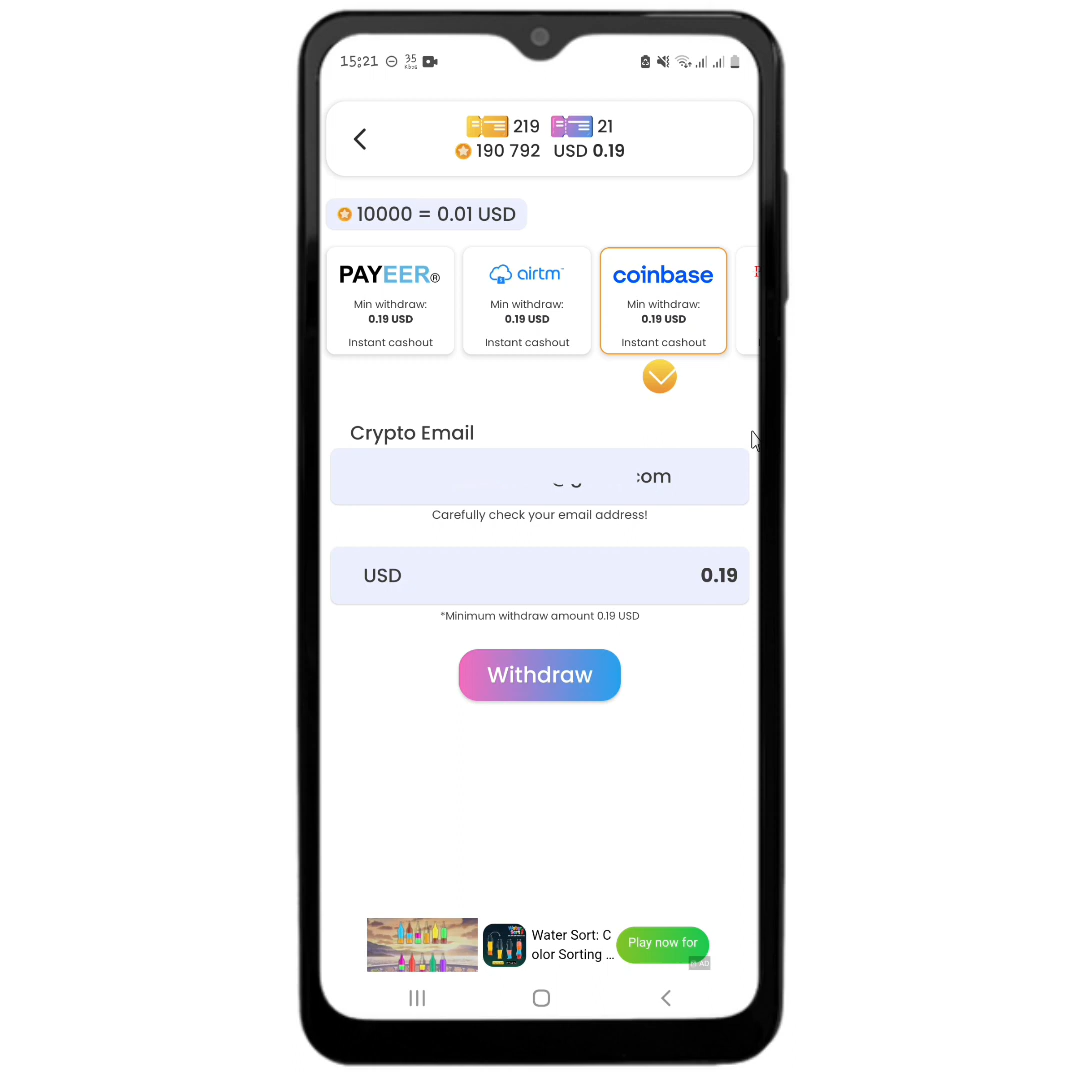 15:21 35
219 21
190 792 USD 0.19
10000 = 0.01 USD
PAYEER®
Min withdraw:
0.19 USD
Instant cashout
airtm
Min withdraw:
0.19 USD
Instant cashout
coinbase
Min withdraw:
0.19 USD
Instant cashout
Crypto Email
om
Carefully check your email address!
USD 0.19
*Minimum withdraw amount 0.19 USD
Withdraw
Water Sort: C
olor Sorting ...
Play now for
AD